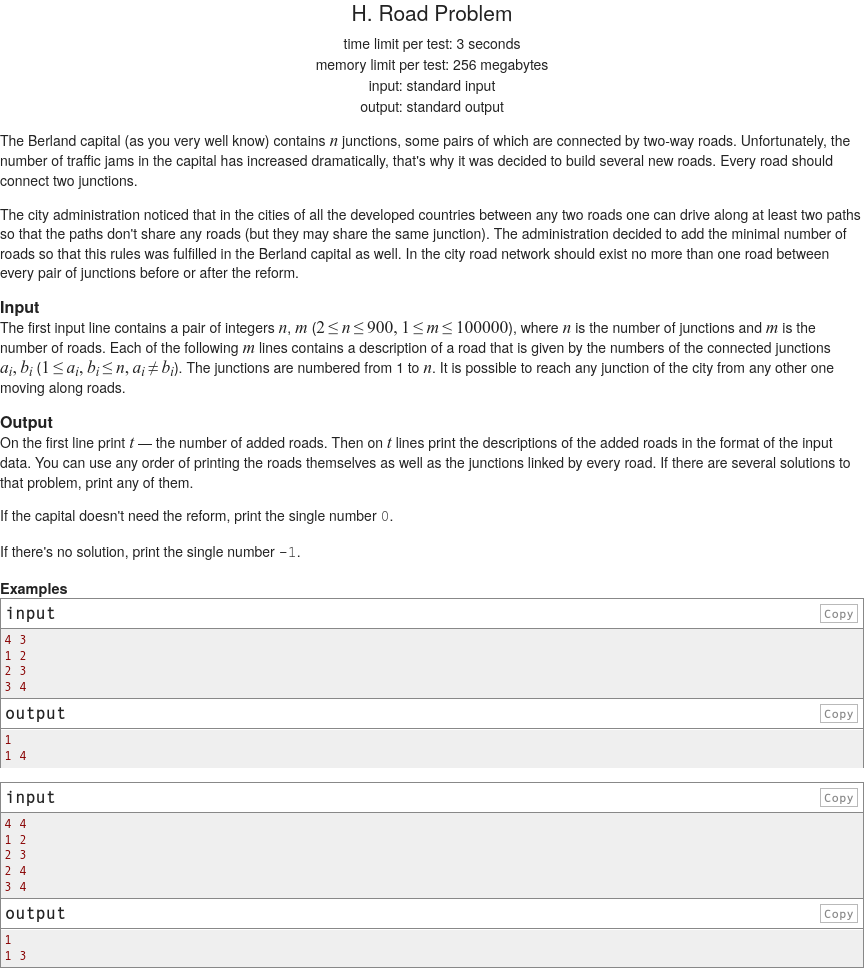 H. Road Problem
time limit per test: 3 seconds
memory limit per test: 256 megabytes
input: standard input
output: standard output
The Berland capital (as you very well know) contains n junctions, some pairs of which are connected by two-way roads. Unfortunately, the
number of traffic jams in the capital has increased dramatically, that's why it was decided to build several new roads. Every road should
connect two junctions.
The city administration noticed that in the cities of all the developed countries between any two roads one can drive along at least two paths
so that the paths don't share any roads (but they may share the same junction). The administration decided to add the minimal number of
roads so that this rules was fulfilled in the Berland capital as well. In the city road network should exist no more than one road between
every pair of junctions before or after the reform.
Input
The first input line contains a pair of integers n, m (2 ≤ n ≤ 900, 1 ≤ m ≤ 100000), where n is the number of junctions and m is the
number of roads. Each of the following m lines contains a description of a road that is given by the numbers of the connected junctions
a_i, b_i (1 ≤ a_i, b_i ≤ n, a_i ≠ b_i). The junctions are numbered from 1 to n. It is possible to reach any junction of the city from any other one
moving along roads.
Output
On the first line print t — the number of added roads. Then on t lines print the descriptions of the added roads in the format of the input
data. You can use any order of printing the roads themselves as well as the junctions linked by every road. If there are several solutions to
that problem, print any of them.
If the capital doesn't need the reform, print the single number 0.
If there's no solution, print the single number -1.
Examples
input Copy
4 3
1 2
2 3
3 4
output Copy
1
1 4
input Copy
4 4
1 2
2 3
2 4
3 4
output Copy
1
1 3